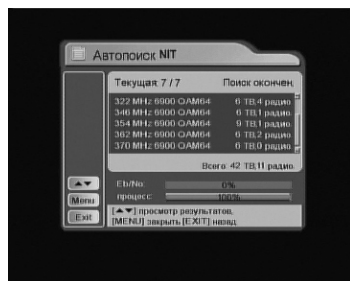 Автопоиск NIT
Текущая: 7 / 7 Поиск окончен.
322 MHz 6900 QAM64 6 ТВ,4 радио.
346 MHz 6900 QAM64 6 ТВ,1 радио.
354 MHz 6900 QAM64 9 ТВ,1 радио.
362 MHz 6900 QAM64 6 ТВ,2 радио.
370 MHz 6900 QAM64 6 ТВ,0 радио.
Всего: 42 ТВ,11 радио.
Eb/No: 0%
процесс: 100%
▲▼ [▲▼] просмотр результатов.
Menu [MENU] закрыть [EXIT] назад
Exit